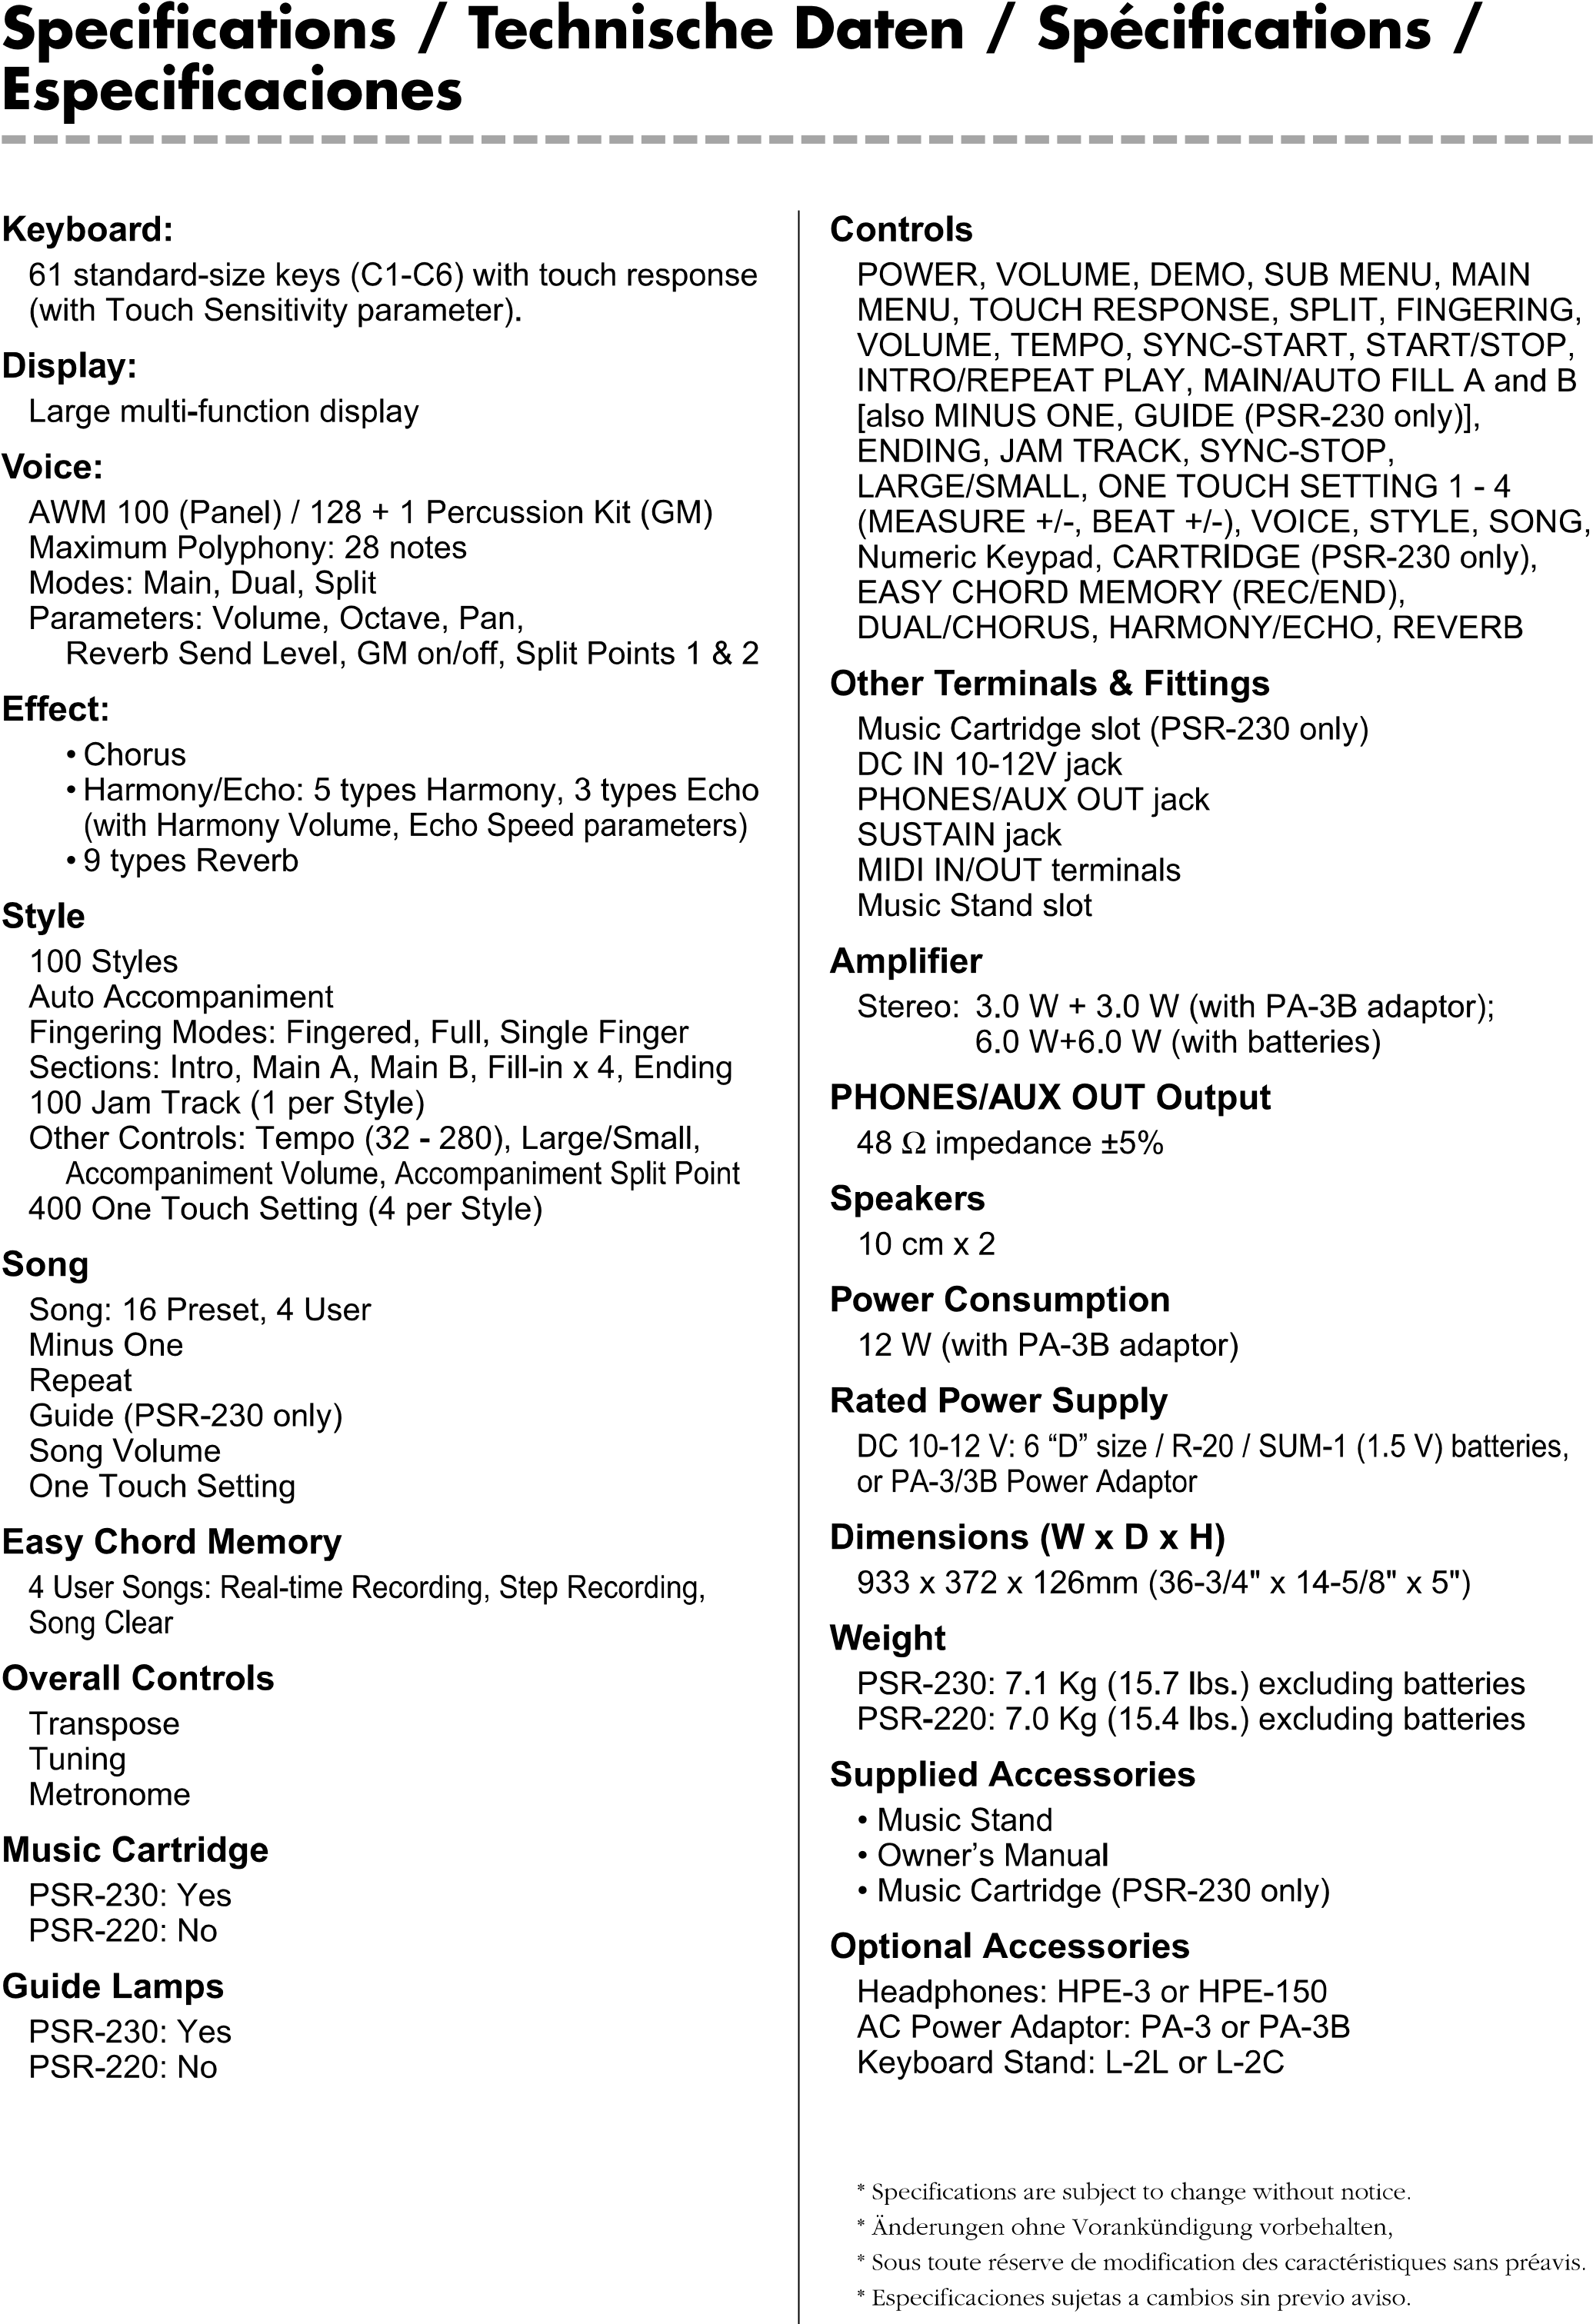 Specifications / Technische Daten / Spécifications /
Especificaciones
Keyboard:
61 standard-size keys (C1-C6) with touch response
(with Touch Sensitivity parameter).
Display:
Large multi-function display
Voice:
AWM 100 (Panel) / 128 + 1 Percussion Kit (GM)
Maximum Polyphony: 28 notes
Modes: Main, Dual, Split
Parameters: Volume, Octave, Pan,
Reverb Send Level, GM on/off, Split Points 1 & 2
Effect:
• Chorus
• Harmony/Echo: 5 types Harmony, 3 types Echo
(with Harmony Volume, Echo Speed parameters)
• 9 types Reverb
Style
100 Styles
Auto Accompaniment
Fingering Modes: Fingered, Full, Single Finger
Sections: Intro, Main A, Main B, Fill-in x 4, Ending
100 Jam Track (1 per Style)
Other Controls: Tempo (32 - 280), Large/Small,
Accompaniment Volume, Accompaniment Split Point
400 One Touch Setting (4 per Style)
Song
Song: 16 Preset, 4 User
Minus One
Repeat
Guide (PSR-230 only)
Song Volume
One Touch Setting
Easy Chord Memory
4 User Songs: Real-time Recording, Step Recording,
Song Clear
Overall Controls
Transpose
Tuning
Metronome
Music Cartridge
PSR-230: Yes
PSR-220: No
Guide Lamps
PSR-230: Yes
PSR-220: No
Controls
POWER, VOLUME, DEMO, SUB MENU, MAIN
MENU, TOUCH RESPONSE, SPLIT, FINGERING,
VOLUME, TEMPO, SYNC-START, START/STOP,
INTRO/REPEAT PLAY, MAIN/AUTO FILL A and B
[also MINUS ONE, GUIDE (PSR-230 only)],
ENDING, JAM TRACK, SYNC-STOP,
LARGE/SMALL, ONE TOUCH SETTING 1 - 4
(MEASURE +/-, BEAT +/-), VOICE, STYLE, SONG,
Numeric Keypad, CARTRIDGE (PSR-230 only),
EASY CHORD MEMORY (REC/END),
DUAL/CHORUS, HARMONY/ECHO, REVERB
Other Terminals & Fittings
Music Cartridge slot (PSR-230 only)
DC IN 10-12V jack
PHONES/AUX OUT jack
SUSTAIN jack
MIDI IN/OUT terminals
Music Stand slot
Amplifier
Stereo: 3.0 W + 3.0 W (with PA-3B adaptor);
6.0 W+6.0 W (with batteries)
PHONES/AUX OUT Output
48 Ω impedance ±5%
Speakers
10 cm x 2
Power Consumption
12 W (with PA-3B adaptor)
Rated Power Supply
DC 10-12 V: 6 “D” size / R-20 / SUM-1 (1.5 V) batteries,
or PA-3/3B Power Adaptor
Dimensions (W x D x H)
933 x 372 x 126mm (36-3/4" x 14-5/8" x 5")
Weight
PSR-230: 7.1 Kg (15.7 lbs.) excluding batteries
PSR-220: 7.0 Kg (15.4 lbs.) excluding batteries
Supplied Accessories
• Music Stand
• Owner’s Manual
• Music Cartridge (PSR-230 only)
Optional Accessories
Headphones: HPE-3 or HPE-150
AC Power Adaptor: PA-3 or PA-3B
Keyboard Stand: L-2L or L-2C
* Specifications are subject to change without notice.
* Änderungen ohne Vorankündigung vorbehalten,
* Sous toute réserve de modification des caractéristiques sans préavis.
* Especificaciones sujetas a cambios sin previo aviso.